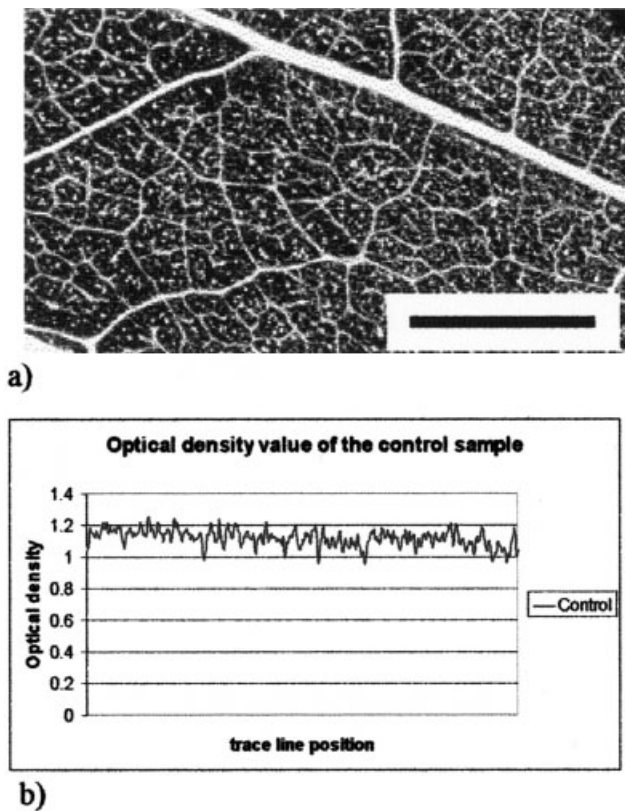 a)
Optical density value of the control sample
1.4
1.2
1
0.8
0.6
0.4
0.2
0
Optical density
Control
trace line position
b)